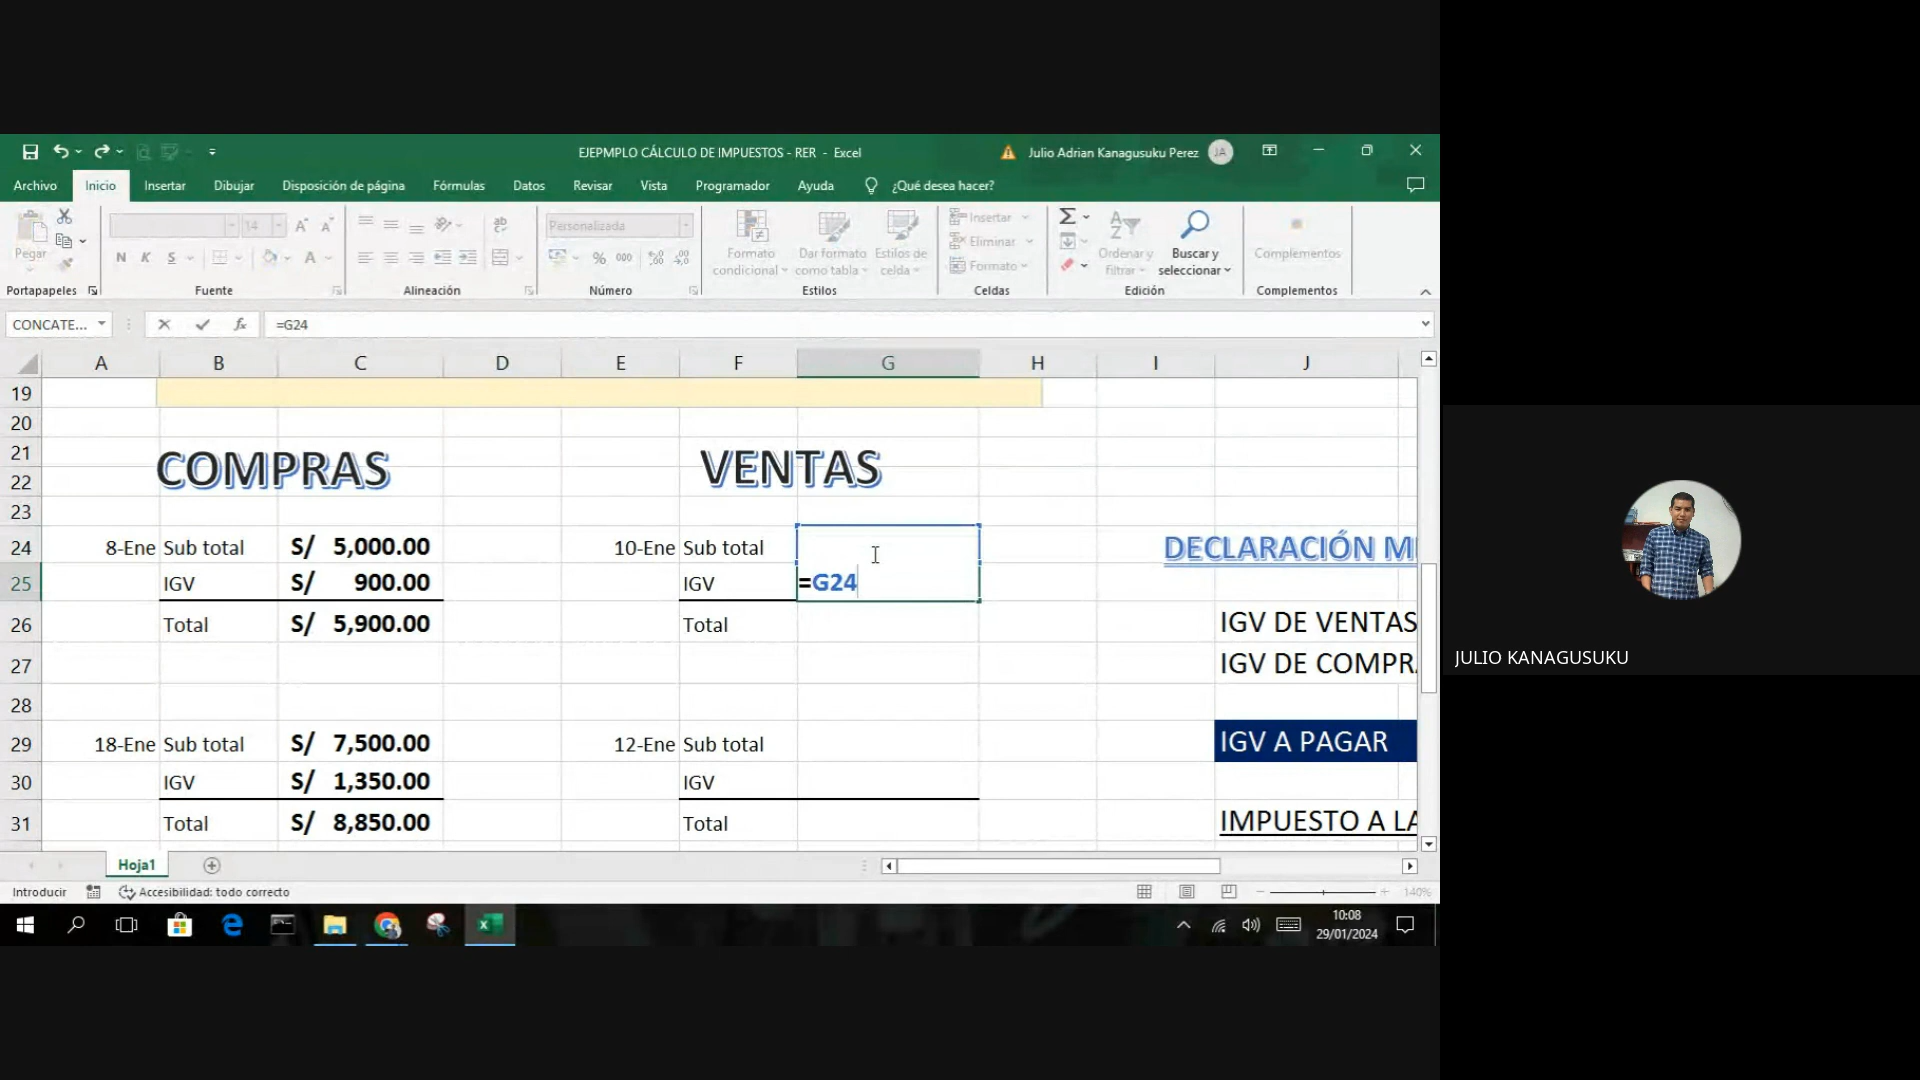 EJEPMPLO CÁLCULO DE IMPUESTOS - RER - Excel
Julio Adrian Kanagusuku Perez
JA
Archivo
Inicio
Insertar
Dibujar
Disposición de página
Fórmulas
Datos
Revisar
Vista
Programador
Ayuda
¿Qué desea hacer?
Pegar
14
N K S
Personalizada
% 000
Formato condicional
Dar formato como tabla
Estilos de celda
Insertar
Eliminar
Formato
Ordenar y filtrar
Buscar y seleccionar
Complementos
Portapapeles
Fuente
Alineación
Número
Estilos
Celdas
Edición
Complementos
CONCATE...
fx
=G24
A B C D E F G H I J
19
20
21
22
COMPRAS
VENTAS
23
24 8-Ene Sub total S/ 5,000.00 10-Ene Sub total DECLARACIÓN M
25 IGV S/ 900.00 IGV =G24
26 Total S/ 5,900.00 Total IGV DE VENTAS
27 IGV DE COMPR
28
29 18-Ene Sub total S/ 7,500.00 12-Ene Sub total IGV A PAGAR
30 IGV S/ 1,350.00 IGV
31 Total S/ 8,850.00 Total IMPUESTO A LA
Hoja1
Introducir
Accesibilidad: todo correcto
140%
10:08
29/01/2024
JULIO KANAGUSUKU